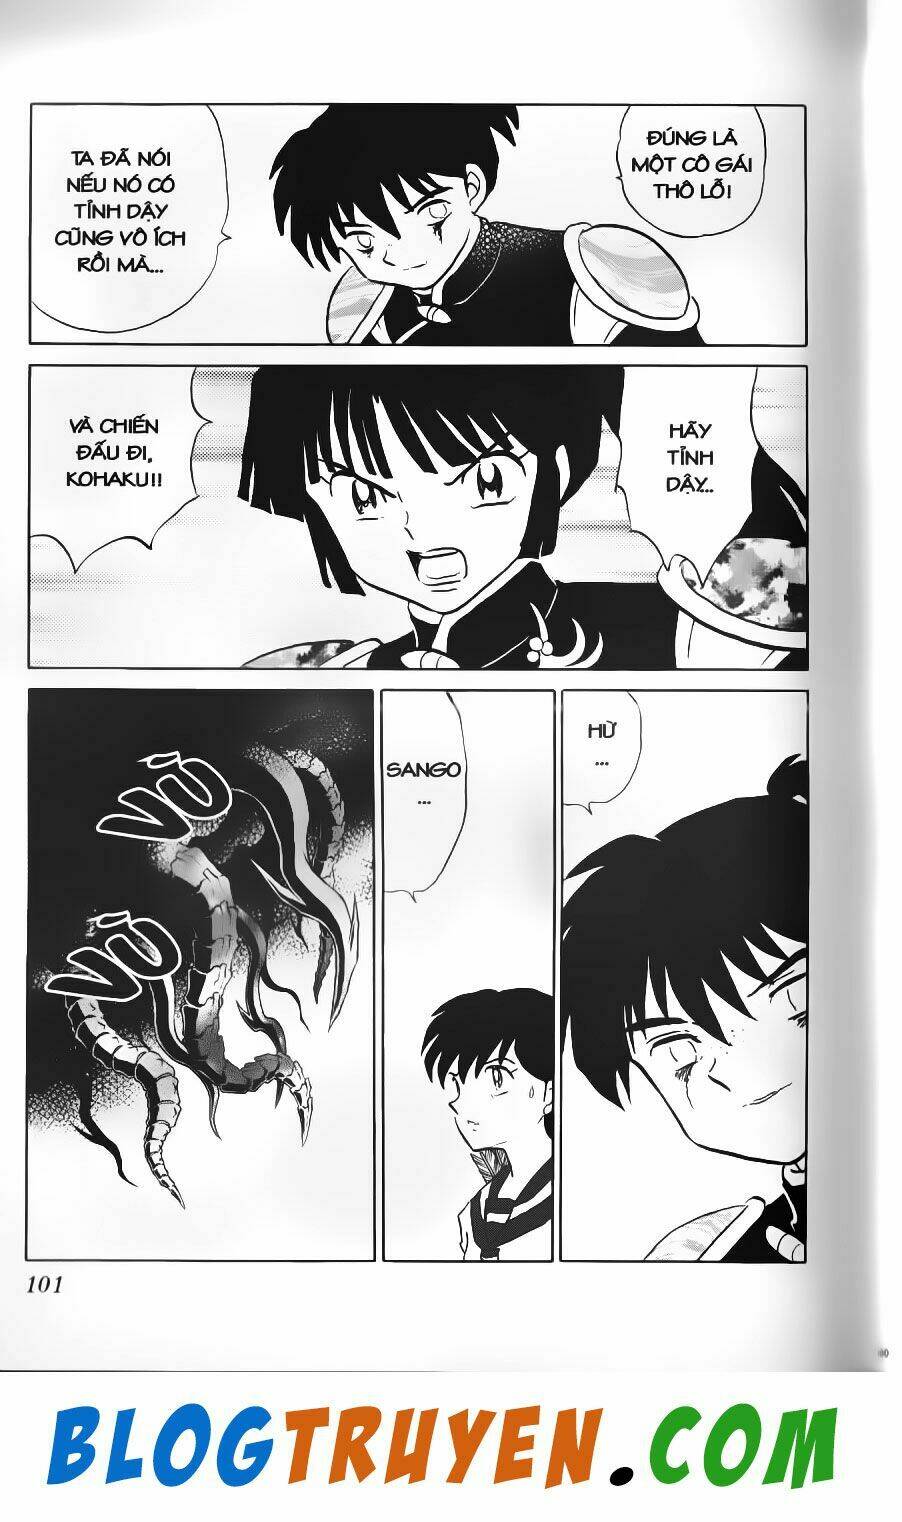 ĐÚNG LÀ
MỘT CÔ GÁI
THÔ LỖ!
TA ĐÃ NÓI
NẾU NÓ CÓ
TỈNH DẬY
CŨNG VÔ ÍCH
RỒI MÀ...
HÃY
TỈNH
DẬY...
VÀ CHIẾN
ĐẤU ĐI,
KOHAKU!!
HỪ
...
SANGO
...
VÙ
VÙ
101
BLOGTRUYEN.COM